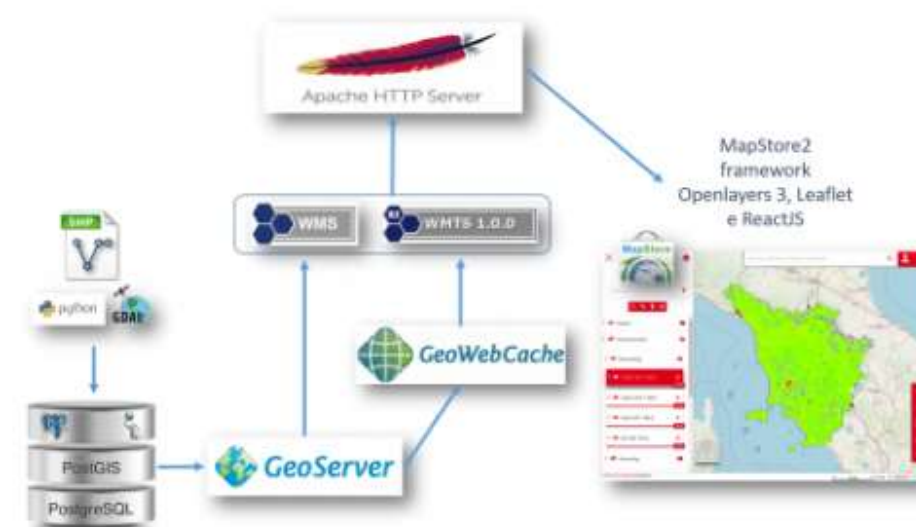 Apache HTTP Server
MapStore2
framework
Openlayers 3, Leaflet
e ReactJS
WMS
WMTS 1.0.0
SHP
MapStore
python
GDAL
GeoWebCache
GeoServer
PostGIS
PostgreSQL